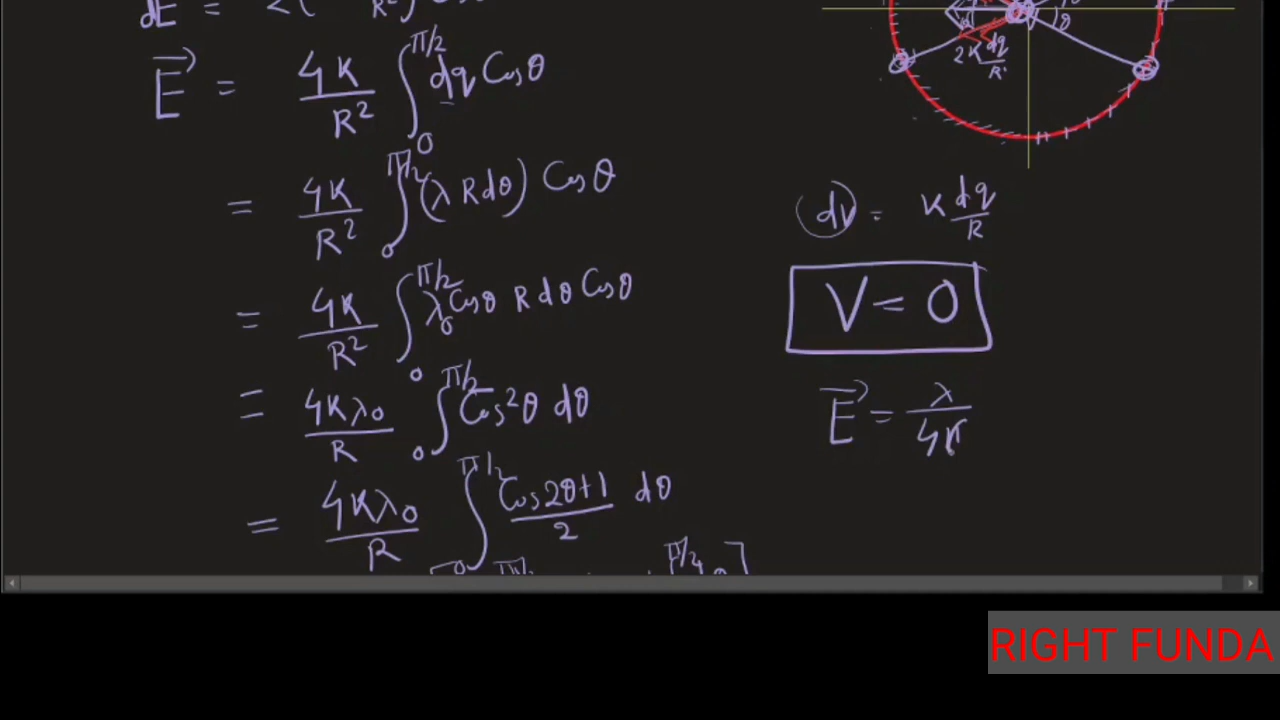 E⃗ = 4K/R² ∫₀^{π/2} dq Cosθ
= 4K/R² ∫₀^{π/2} (λ R dθ) Cosθ
= 4K/R² ∫₀^{π/2} λ₀ Cosθ R dθ Cosθ
= 4Kλ₀/R ∫₀^{π/2} Cos²θ dθ
= 4Kλ₀/R ∫₀^{π/2} (Cos2θ+1)/2 dθ
2K dq/R²
dV = K dq/R
V = 0
E⃗ = λ/4
RIGHT FUNDA